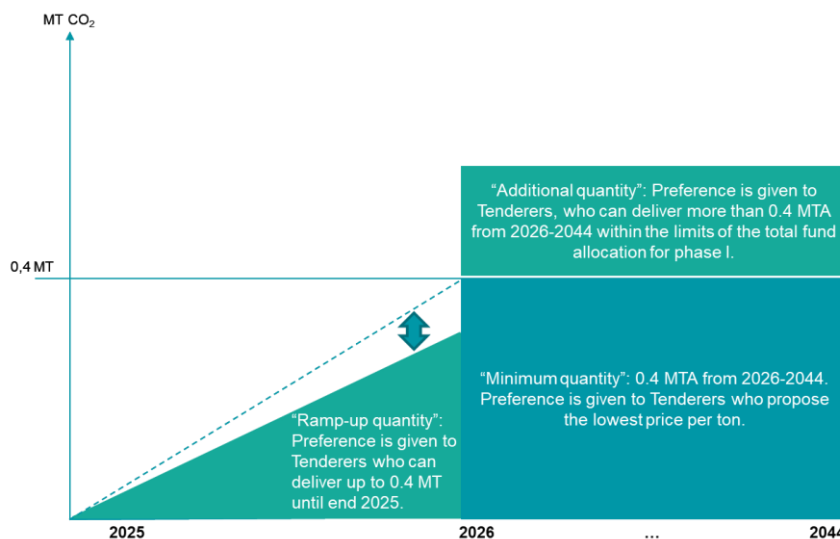 MT CO₂
"Additional quantity": Preference is given to
Tenderers, who can deliver more than 0.4 MTA
from 2026-2044 within the limits of the total fund
allocation for phase I.
0,4 MT
"Minimum quantity": 0.4 MTA from 2026-2044.
Preference is given to Tenderers who propose
the lowest price per ton.
"Ramp-up quantity":
Preference is given to
Tenderers who can
deliver up to 0.4 MT
until end 2025.
2025
2026
...
2044